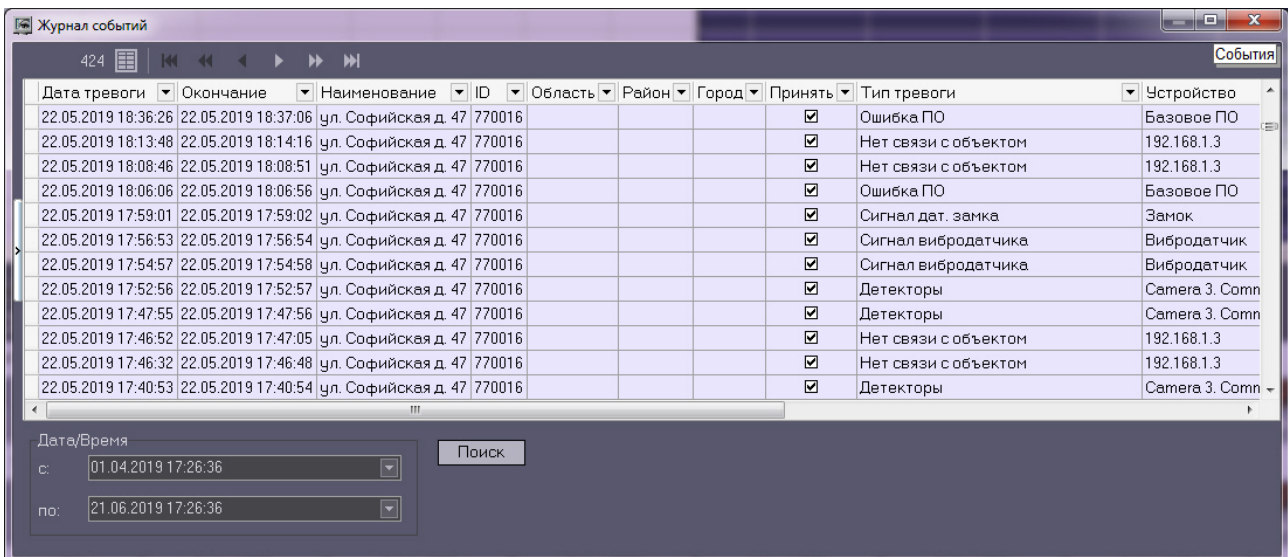 Журнал событий
424
События
Дата тревоги Окончание Наименование ID Область Район Город Принять Тип тревоги Устройство
22.05.2019 18:36:26 22.05.2019 18:37:06 ул. Софийская д. 47 770016 Ошибка ПО Базовое ПО
22.05.2019 18:13:48 22.05.2019 18:14:16 ул. Софийская д. 47 770016 Нет связи с объектом 192.168.1.3
22.05.2019 18:08:46 22.05.2019 18:08:51 ул. Софийская д. 47 770016 Нет связи с объектом 192.168.1.3
22.05.2019 18:06:06 22.05.2019 18:06:56 ул. Софийская д. 47 770016 Ошибка ПО Базовое ПО
22.05.2019 17:59:01 22.05.2019 17:59:02 ул. Софийская д. 47 770016 Сигнал дат. замка Замок
22.05.2019 17:56:53 22.05.2019 17:56:54 ул. Софийская д. 47 770016 Сигнал вибродатчика Вибродатчик
22.05.2019 17:54:57 22.05.2019 17:54:58 ул. Софийская д. 47 770016 Сигнал вибродатчика Вибродатчик
22.05.2019 17:52:56 22.05.2019 17:52:57 ул. Софийская д. 47 770016 Детекторы Camera 3. Comn
22.05.2019 17:47:55 22.05.2019 17:47:56 ул. Софийская д. 47 770016 Детекторы Camera 3. Comn
22.05.2019 17:46:52 22.05.2019 17:47:05 ул. Софийская д. 47 770016 Нет связи с объектом 192.168.1.3
22.05.2019 17:46:32 22.05.2019 17:46:48 ул. Софийская д. 47 770016 Нет связи с объектом 192.168.1.3
22.05.2019 17:40:53 22.05.2019 17:40:54 ул. Софийская д. 47 770016 Детекторы Camera 3. Comn
Дата/Время
с: 01.04.2019 17:26:36
Поиск
по: 21.06.2019 17:26:36